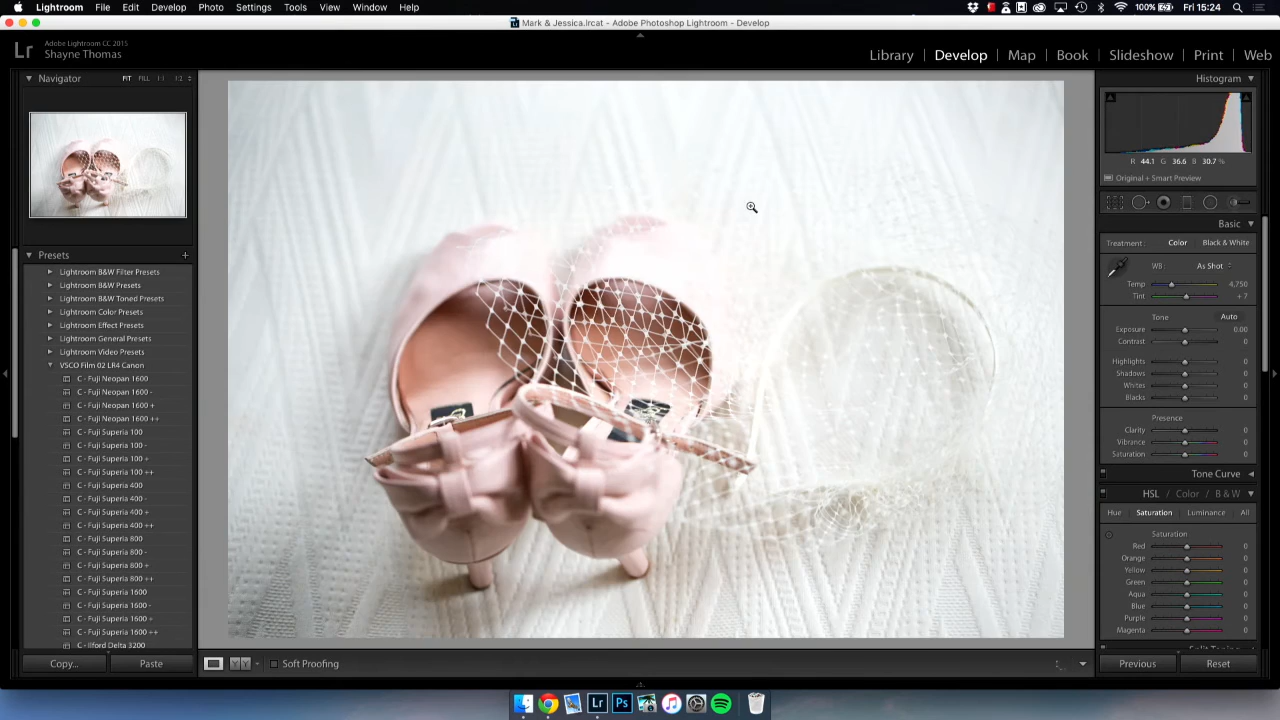 Lightroom File Edit Develop Photo Settings Tools View Window Help 100% Fri 15:24
Mark & Jessica.lrcat - Adobe Photoshop Lightroom - Develop
Lr Adobe Lightroom CC 2015
Shayne Thomas
Library | Develop | Map | Book | Slideshow | Print | Web
Navigator FIT FILL 1:1 1:2
Presets +
Lightroom B&W Filter Presets
Lightroom B&W Presets
Lightroom B&W Toned Presets
Lightroom Color Presets
Lightroom Effect Presets
Lightroom General Presets
Lightroom Video Presets
VSCO Film 02 LR4 Canon
C - Fuji Neopan 1600
C - Fuji Neopan 1600 -
C - Fuji Neopan 1600 +
C - Fuji Neopan 1600 ++
C - Fuji Superia 100
C - Fuji Superia 100 -
C - Fuji Superia 100 +
C - Fuji Superia 100 ++
C - Fuji Superia 400
C - Fuji Superia 400 -
C - Fuji Superia 400 +
C - Fuji Superia 400 ++
C - Fuji Superia 800
C - Fuji Superia 800 -
C - Fuji Superia 800 +
C - Fuji Superia 800 ++
C - Fuji Superia 1600
C - Fuji Superia 1600 -
C - Fuji Superia 1600 +
C - Fuji Superia 1600 ++
C - Ilford Delta 3200
Copy... Paste
Soft Proofing
Histogram
R 44.1 G 36.6 B 30.7 %
Original + Smart Preview
Basic
Treatment: Color Black & White
WB: As Shot
Temp 4,750
Tint + 7
Tone Auto
Exposure 0.00
Contrast 0
Highlights 0
Shadows 0
Whites 0
Blacks 0
Presence
Clarity 0
Vibrance 0
Saturation 0
Tone Curve
HSL / Color / B & W
Hue Saturation Luminance All
Saturation
Red 0
Orange 0
Yellow 0
Green 0
Aqua 0
Blue 0
Purple 0
Magenta 0
Split Toning
Previous Reset
Lr Ps